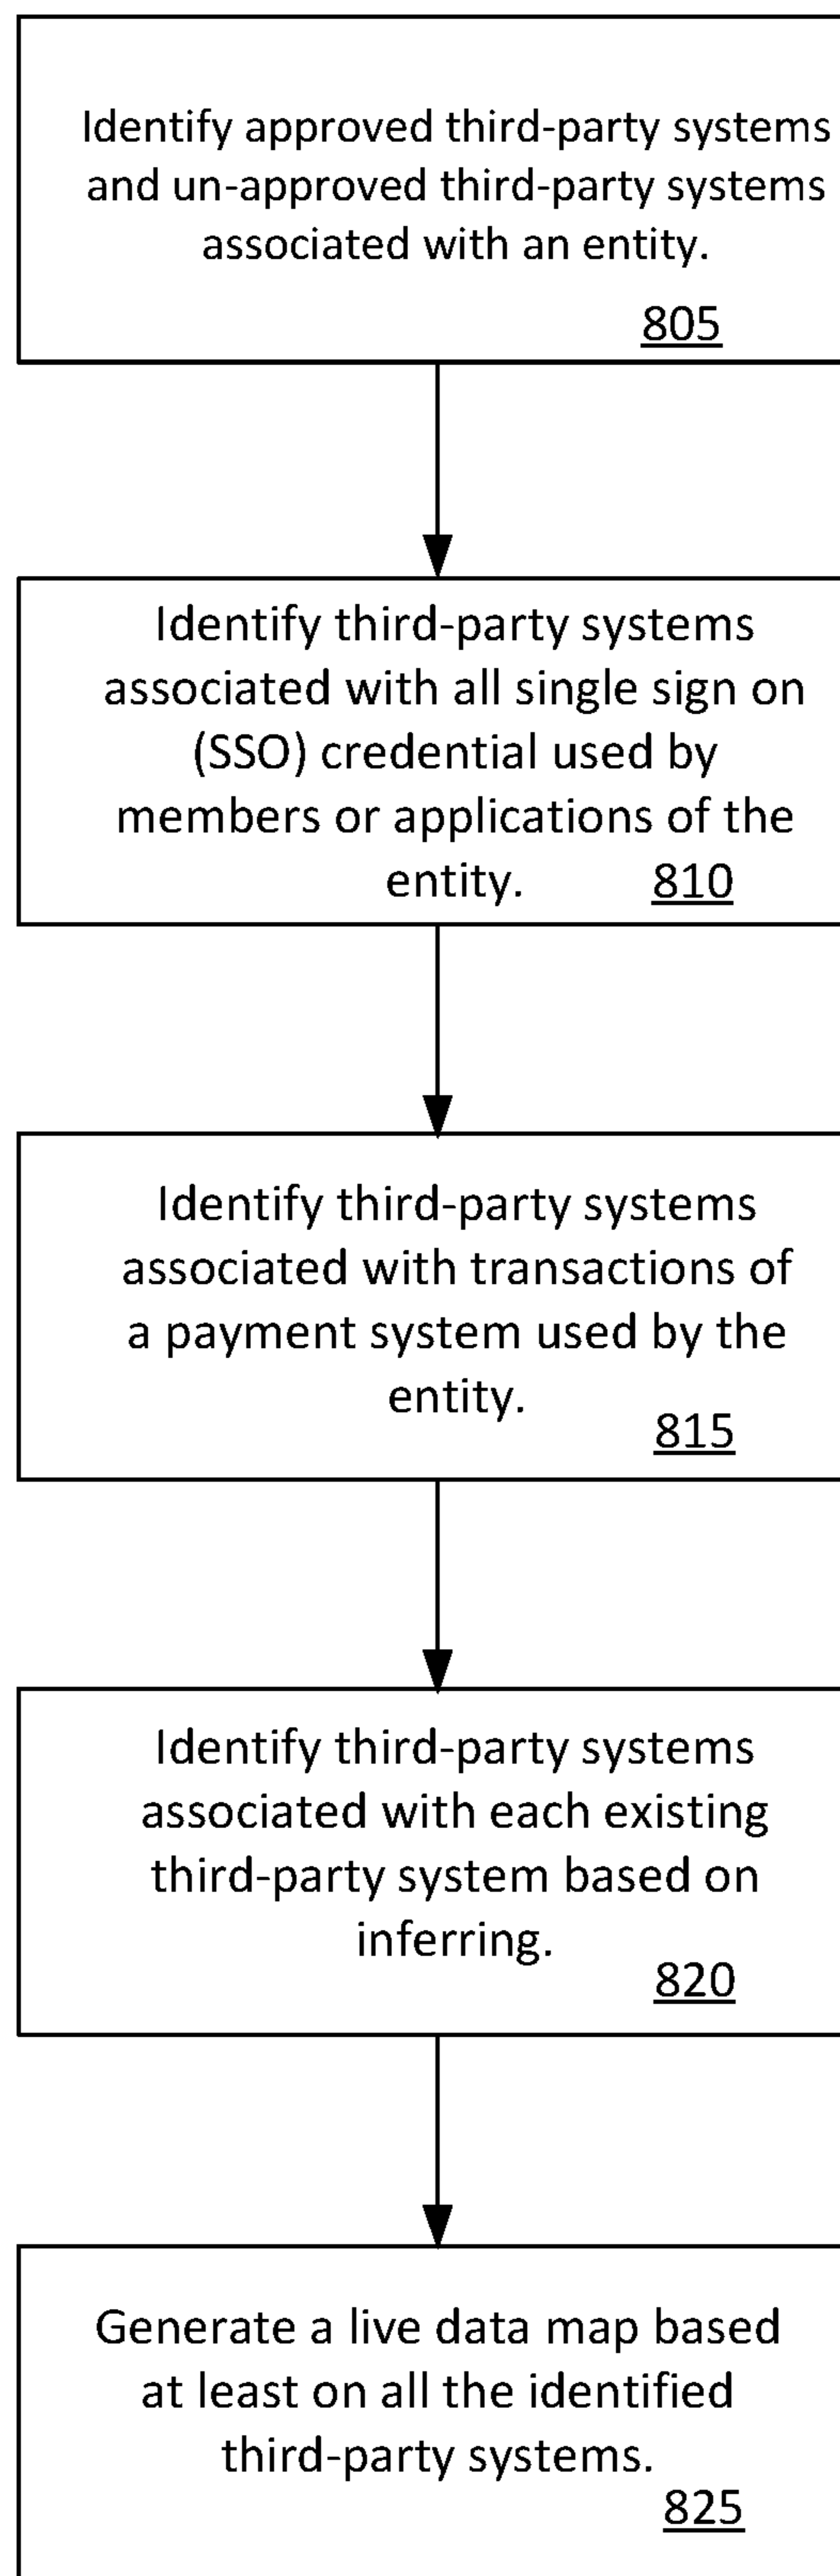 Identify approved third-party systems
and un-approved third-party systems
associated with an entity.
805
Identify third-party systems
associated with all single sign on
(SSO) credential used by
members or applications of the
entity. 810
Identify third-party systems
associated with transactions of
a payment system used by the
entity.
815
Identify third-party systems
associated with each existing
third-party system based on
inferring.
820
Generate a live data map based
at least on all the identified
third-party systems.
825